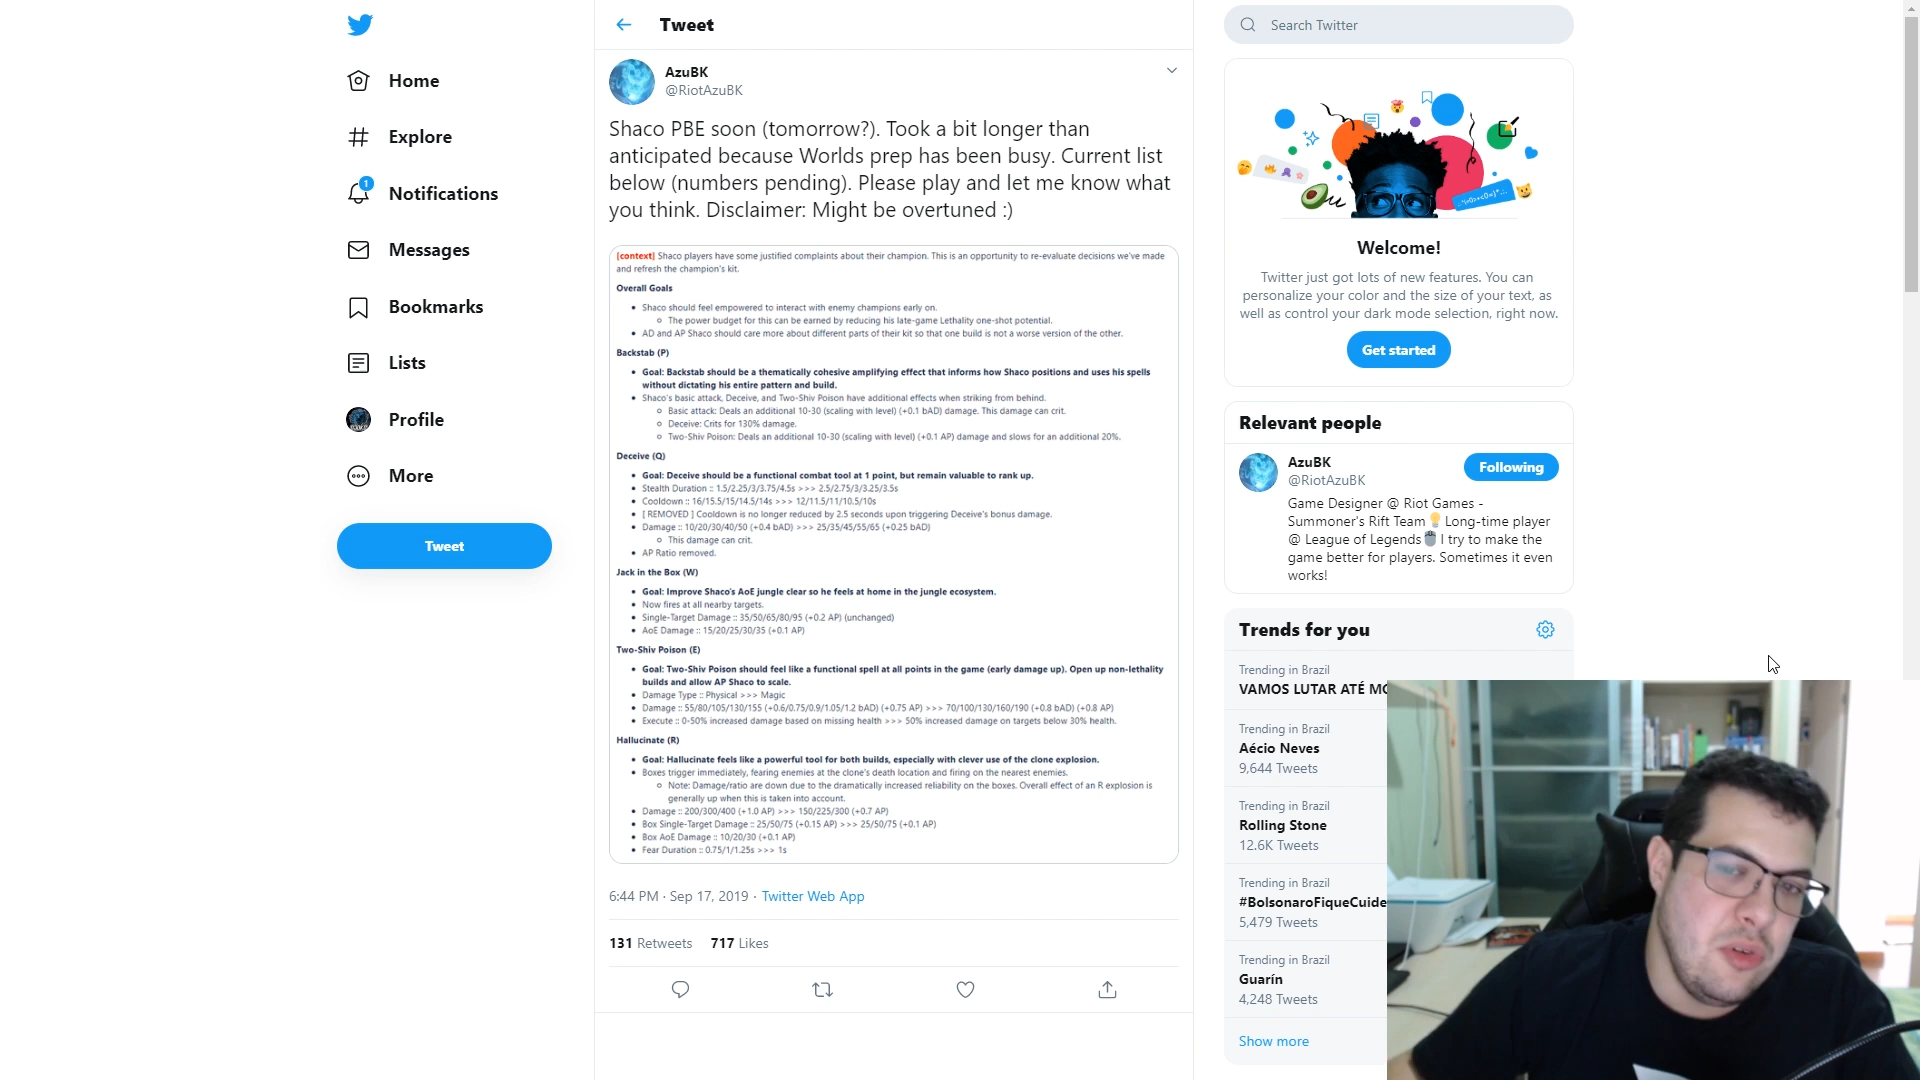 Home
Explore
1
Notifications
Messages
Bookmarks
Lists
Profile
More
Tweet
Tweet
AzuBK
@RiotAzuBK
Shaco PBE soon (tomorrow?). Took a bit longer than
anticipated because Worlds prep has been busy. Current list
below (numbers pending). Please play and let me know what
you think. Disclaimer: Might be overtuned :)
[context] Shaco players have some justified complaints about their champion. This is an opportunity to re-evaluate decisions we've made
and refresh the champion's kit.
Overall Goals
• Shaco should feel empowered to interact with enemy champions early on.
○ The power budget for this can be earned by reducing his late-game Lethality one-shot potential.
• AD and AP Shaco should care more about different parts of their kit so that one build is not a worse version of the other.
Backstab (P)
• Goal: Backstab should be a thematically cohesive amplifying effect that informs how Shaco positions and uses his spells
without dictating his entire pattern and build.
• Shaco's basic attack, Deceive, and Two-Shiv Poison have additional effects when striking from behind.
○ Basic attack: Deals an additional 10-30 (scaling with level) (+0.1 bAD) damage. This damage can crit.
○ Deceive: Crits for 130% damage.
○ Two-Shiv Poison: Deals an additional 10-30 (scaling with level) (+0.1 AP) damage and slows for an additional 20%.
Deceive (Q)
• Goal: Deceive should be a functional combat tool at 1 point, but remain valuable to rank up.
• Stealth Duration :: 1.5/2.25/3/3.75/4.5s >>> 2.5/2.75/3/3.25/3.5s
• Cooldown :: 16/15.5/15/14.5/14s >>> 12/11.5/11/10.5/10s
• [ REMOVED ] Cooldown is no longer reduced by 2.5 seconds upon triggering Deceive's bonus damage.
• Damage :: 10/20/30/40/50 (+0.4 bAD) >>> 25/35/45/55/65 (+0.25 bAD)
○ This damage can crit.
• AP Ratio removed.
Jack in the Box (W)
• Goal: Improve Shaco's AoE jungle clear so he feels at home in the jungle ecosystem.
• Now fires at all nearby targets.
• Single-Target Damage :: 35/50/65/80/95 (+0.2 AP) (unchanged)
• AoE Damage :: 15/20/25/30/35 (+0.1 AP)
Two-Shiv Poison (E)
• Goal: Two-Shiv Poison should feel like a functional spell at all points in the game (early damage up). Open up non-lethality
builds and allow AP Shaco to scale.
• Damage Type :: Physical >>> Magic
• Damage :: 55/80/105/130/155 (+0.6/0.75/0.9/1.05/1.2 bAD) (+0.75 AP) >>> 70/100/130/160/190 (+0.8 bAD) (+0.8 AP)
• Execute :: 0-50% increased damage based on missing health >>> 50% increased damage on targets below 30% health.
Hallucinate (R)
• Goal: Hallucinate feels like a powerful tool for both builds, especially with clever use of the clone explosion.
• Boxes trigger immediately, fearing enemies at the clone's death location and firing on the nearest enemies.
○ Note: Damage/ratio are down due to the dramatically increased reliability on the boxes. Overall effect of an R explosion is
generally up when this is taken into account.
• Damage :: 200/300/400 (+1.0 AP) >>> 150/225/300 (+0.7 AP)
• Box Single-Target Damage :: 25/50/75 (+0.15 AP) >>> 25/50/75 (+0.1 AP)
• Box AoE Damage :: 10/20/30 (+0.1 AP)
• Fear Duration :: 0.75/1/1.25s >>> 1s
6:44 PM · Sep 17, 2019 · Twitter Web App
131 Retweets 717 Likes
Search Twitter
Welcome!
Twitter just got lots of new features. You can
personalize your color and the size of your text, as
well as control your dark mode selection, right now.
Get started
Relevant people
AzuBK
@RiotAzuBK
Following
Game Designer @ Riot Games -
Summoner's Rift Team💡 Long-time player
@ League of Legends🖱️ I try to make the
game better for players. Sometimes it even
works!
Trends for you
Trending in Brazil
VAMOS LUTAR ATÉ
Trending in Brazil
Aécio Neves
9,644 Tweets
Trending in Brazil
Rolling Stone
12.6K Tweets
Trending in Brazil
#BolsonaroFiqueCuide
5,479 Tweets
Trending in Brazil
Guarín
4,248 Tweets
Show more